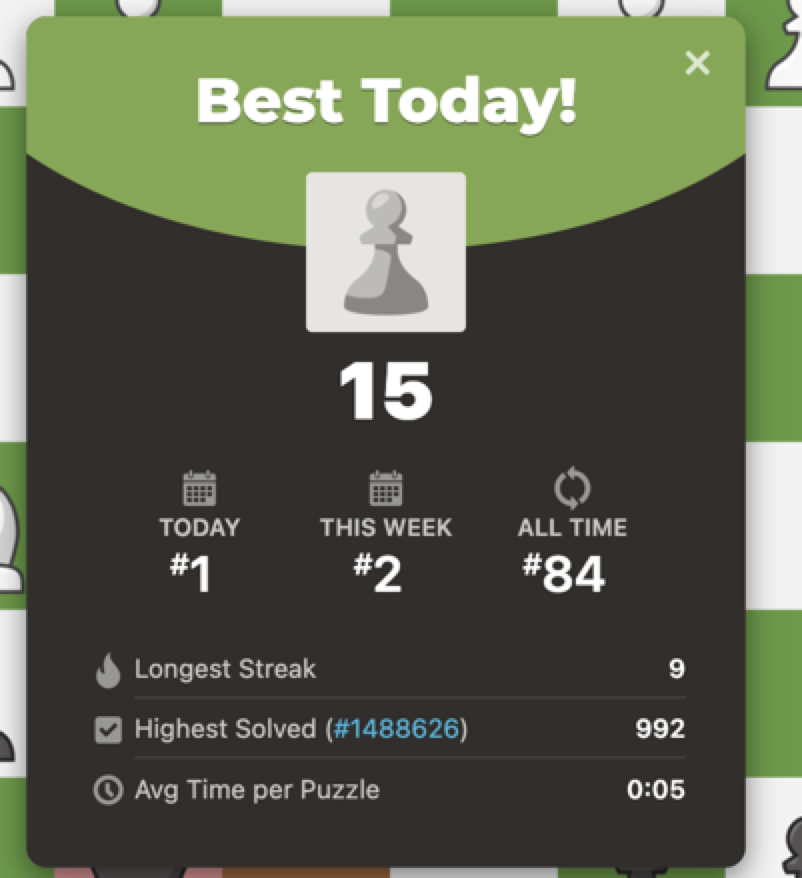 Best Today!
15
TODAY THIS WEEK ALL TIME
#1 #2 #84
Longest Streak 9
Highest Solved (#1488626) 992
Avg Time per Puzzle 0:05